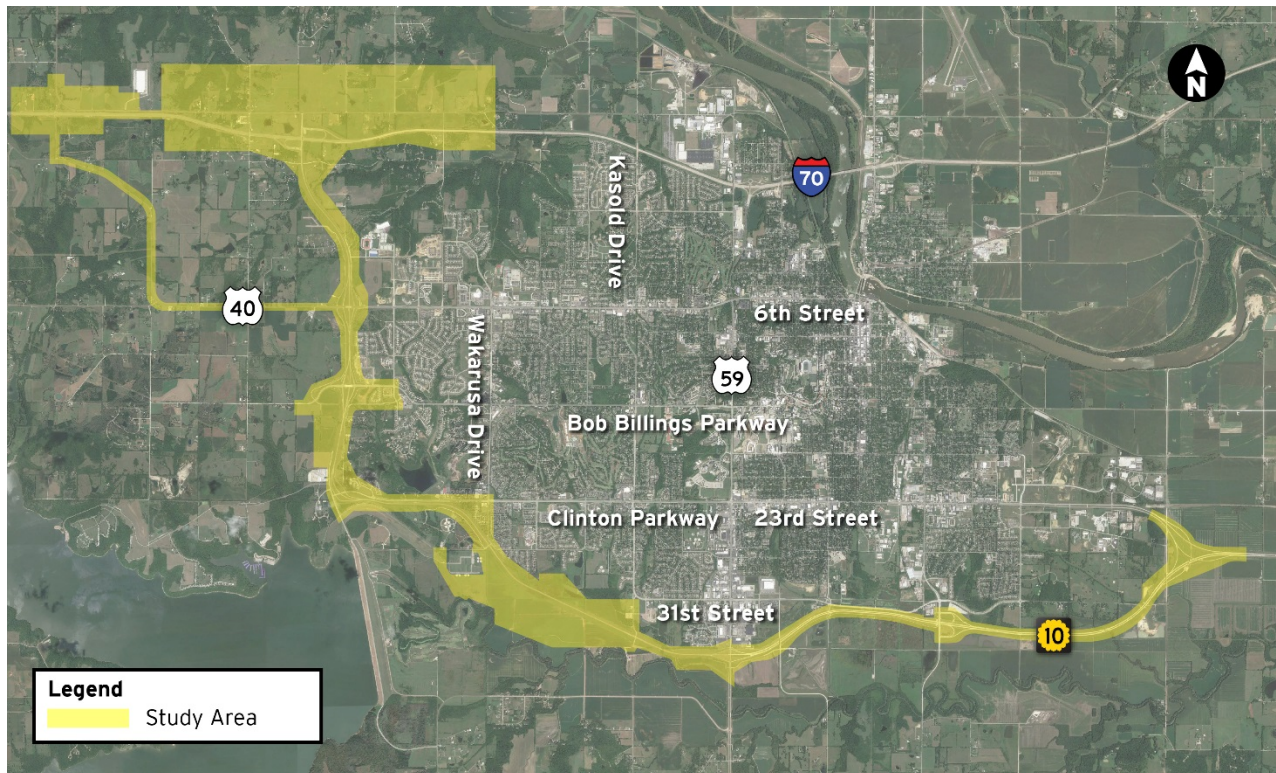 N
70
Kasold Drive
40
6th Street
Wakarusa Drive
59
Bob Billings Parkway
Clinton Parkway
23rd Street
31st Street
10
Legend
Study Area